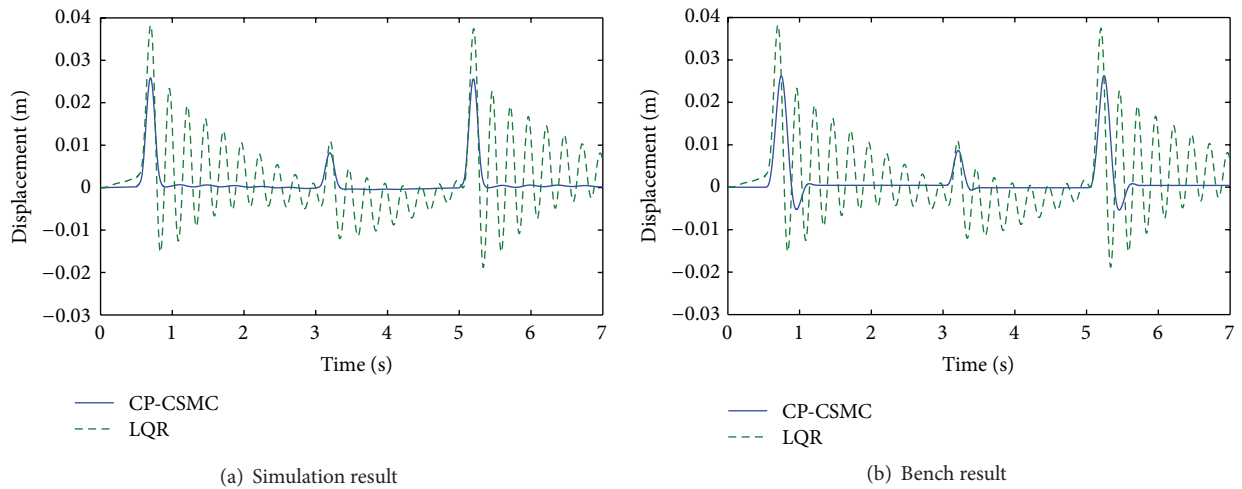 0.04
0.03
0.02
0.01
0
−0.01
−0.02
−0.03
Displacement (m)
0 1 2 3 4 5 6 7
Time (s)
CP-CSMC
LQR
(a) Simulation result
0.04
0.03
0.02
0.01
0
−0.01
−0.02
−0.03
Displacement (m)
0 1 2 3 4 5 6 7
Time (s)
CP-CSMC
LQR
(b) Bench result